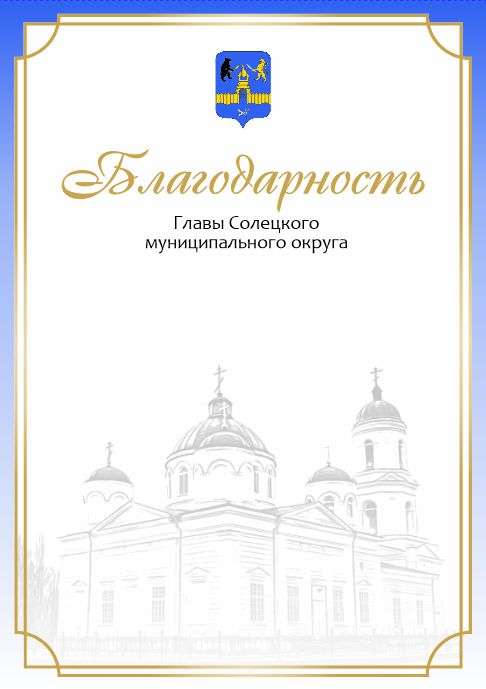 Благодарность
Главы Солецкого
муниципального округа